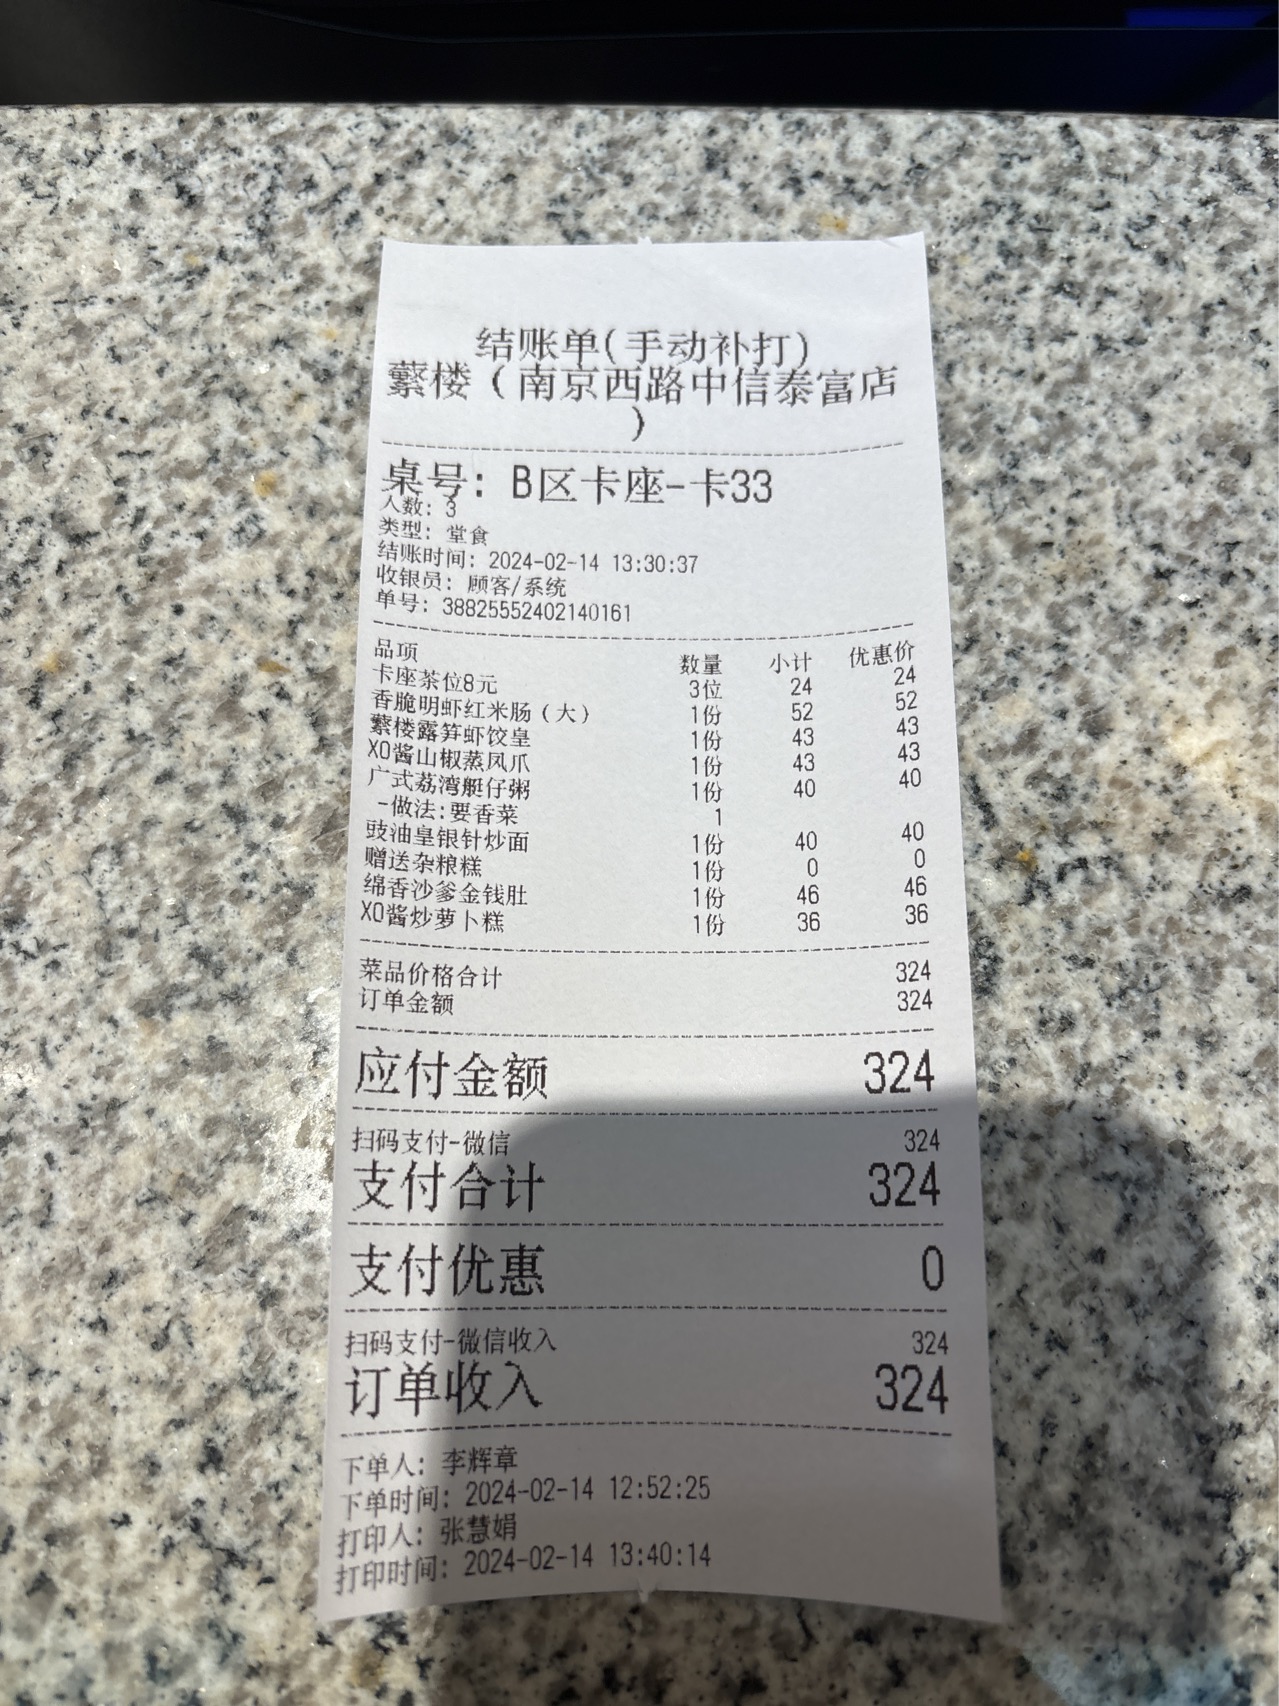 结账单(手动补打)
蘩楼（南京西路中信泰富店
）
桌号: B区卡座-卡33
人数: 3
类型: 堂食
结账时间: 2024-02-14 13:30:37
收银员: 顾客/系统
单号: 38825552402140161
品项 数量 小计 优惠价
卡座茶位8元 3位 24 24
香脆明虾红米肠（大） 1份 52 52
蘩楼露笋虾饺皇 1份 43 43
XO酱山椒蒸凤爪 1份 43 43
广式荔湾艇仔粥 1份 40 40
-做法:要香菜 1
豉油皇银针炒面 1份 40 40
赠送杂粮糕 1份 0 0
绵香沙爹金钱肚 1份 46 46
XO酱炒萝卜糕 1份 36 36
菜品价格合计 324
订单金额 324
应付金额 324
扫码支付-微信 324
支付合计 324
支付优惠 0
扫码支付-微信收入 324
订单收入 324
下单人: 李辉章
下单时间: 2024-02-14 12:52:25
打印人: 张慧娟
打印时间: 2024-02-14 13:40:14